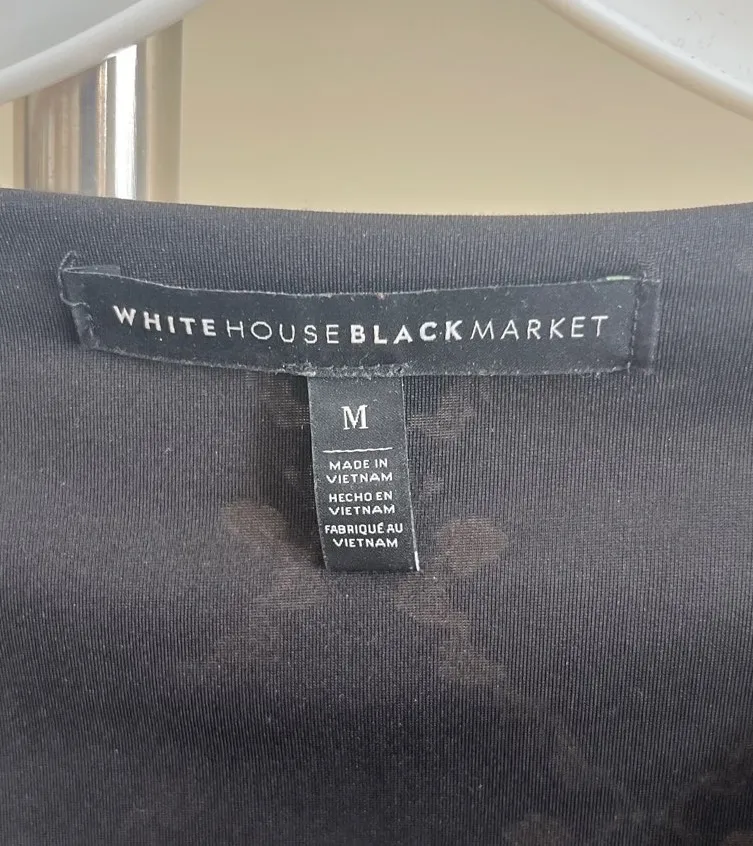 WHITEHOUSEBLACKMARKET
M
MADE IN
VIETNAM
HECHO EN
VIETNAM
FABRIQUÉ AU
VIETNAM